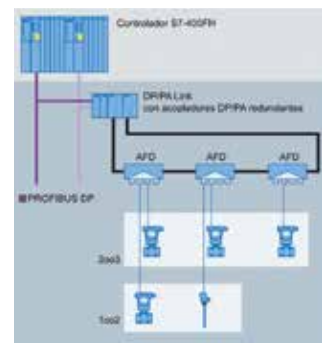 Controlador S7-400FH
DP/PA Link
con acopladores DP/PA redundantes
AFD AFD AFD
PROFIBUS DP
2oo3
1oo2